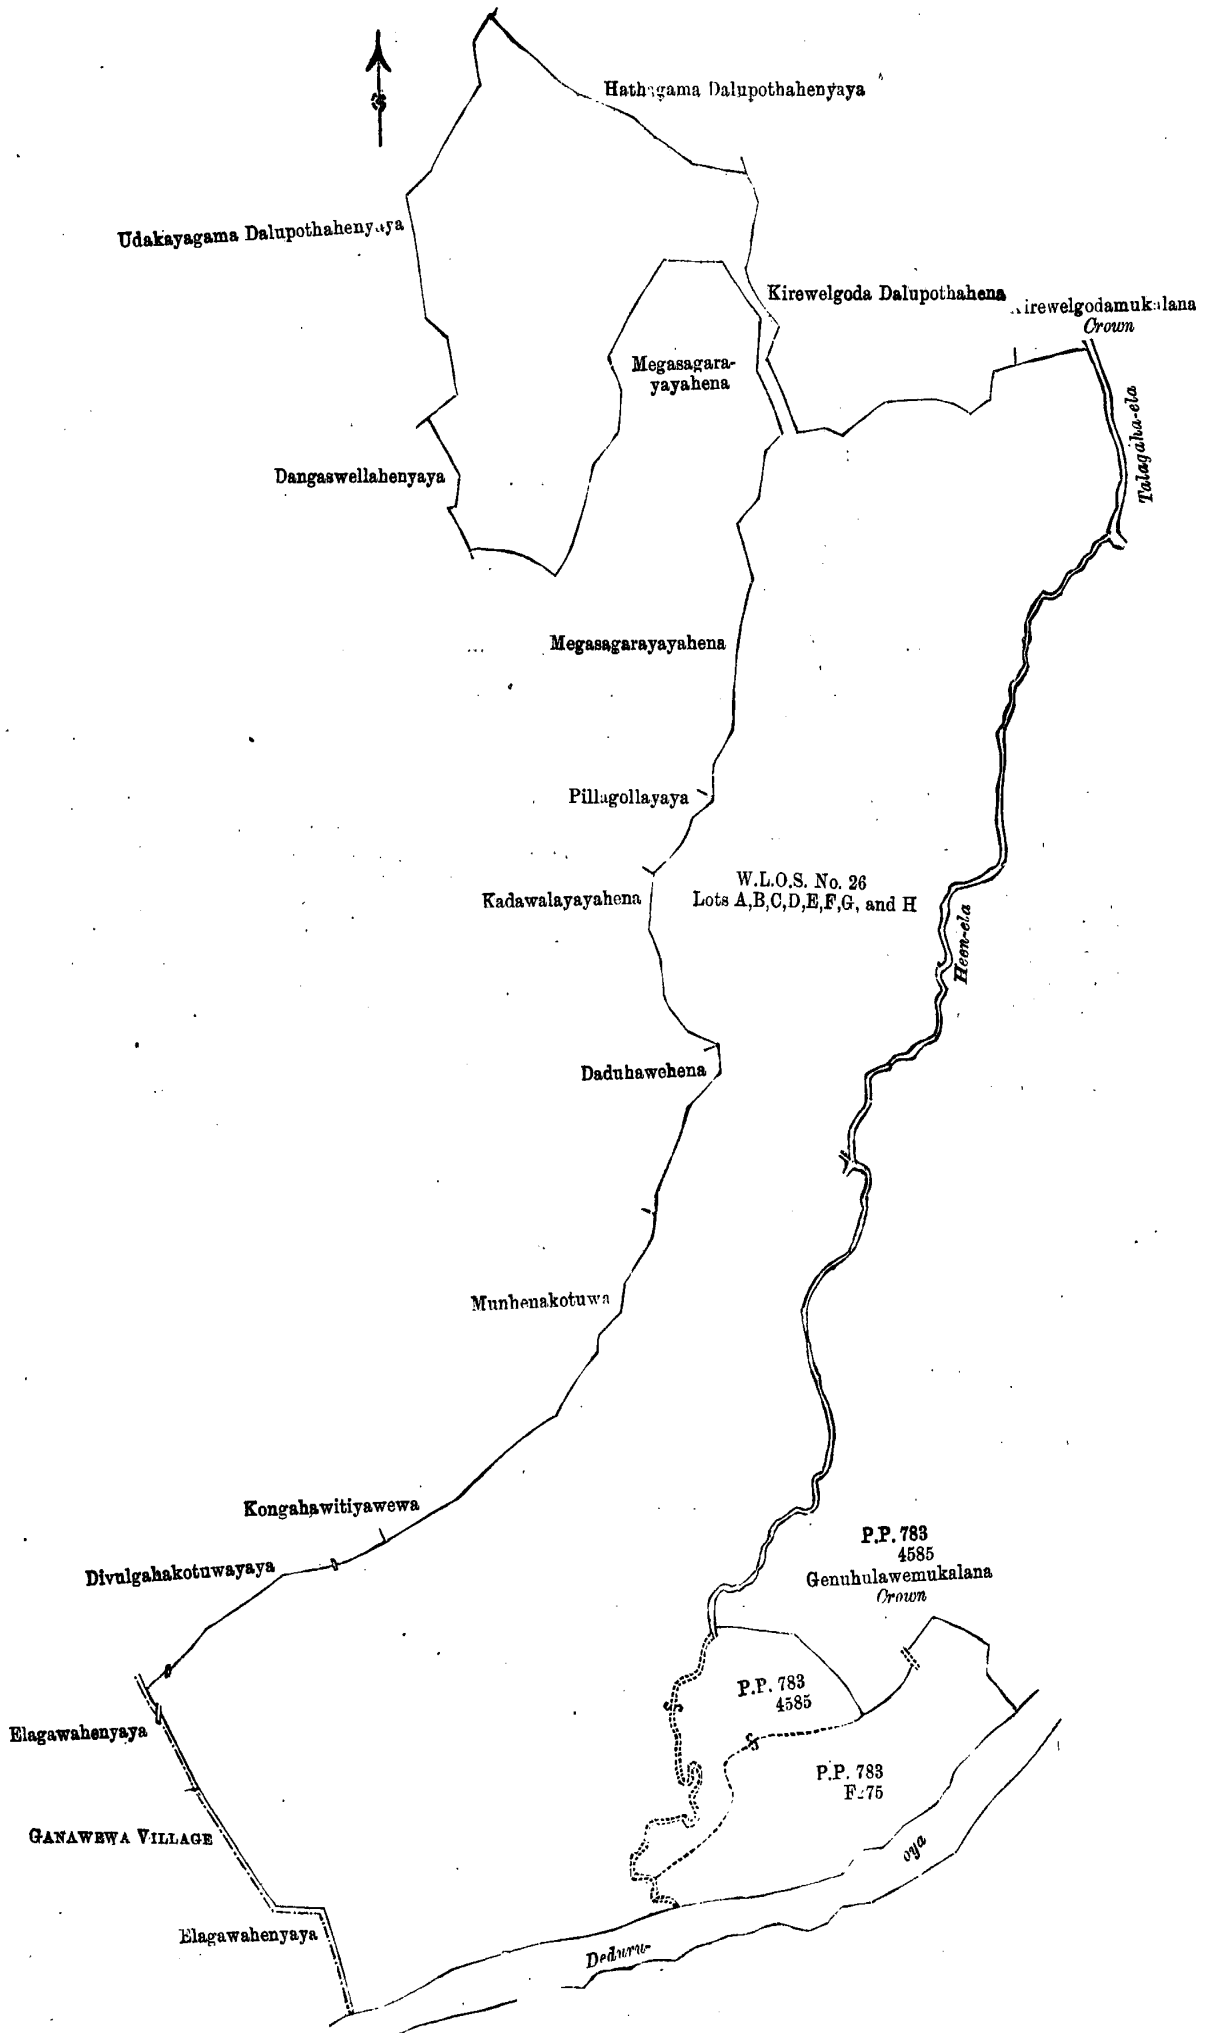 Hathagama Dalupothahenyaya
Udakayagama Dalupothahenyaya
Kirewelgoda Dalupothahena
Kirewelgodamukalana
Crown
Megasagara-
yayahena
Talagaha-ela
Dangaswellahenyaya
Megasagarayayahena
Pillagollayaya
W.L.O.S. No. 26
Lots A,B,C,D,E,F,G, and H
Kadawalayayahena
Heen-ela
Daduhawehena
Munhenakotuwa
Kongahawitiyawewa
P.P. 783
4585
Genuhulawemukalana
Crown
Divulgahakotuwayaya
P.P. 783
4585
Elagawahenyaya
P.P. 783
GANAWEWA VILLAGE
Elagawahenyaya
Deduru-
oya